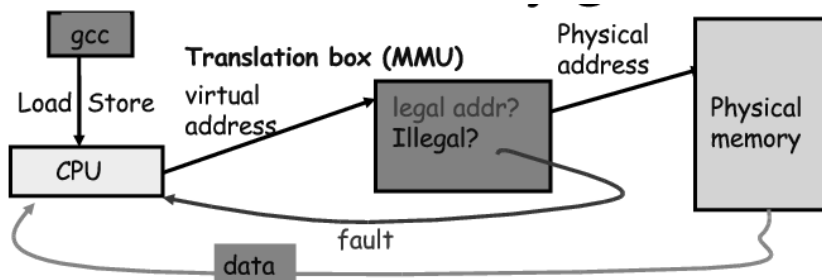 gcc
Load
Store
CPU
Translation box (MMU)
virtual
address
legal addr?
Illegal?
Physical
address
Physical
memory
fault
data